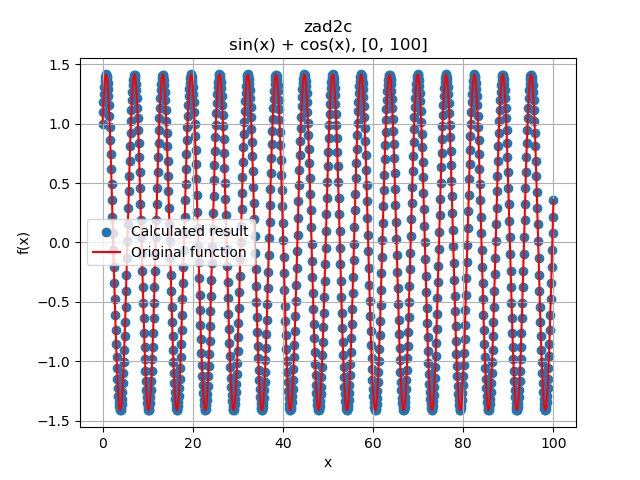 zad2c
sin(x) + cos(x), [0, 100]
1.5
1.0
0.5
0.0
−0.5
−1.0
−1.5
f(x)
Calculated result
Original function
0 20 40 60 80 100
x